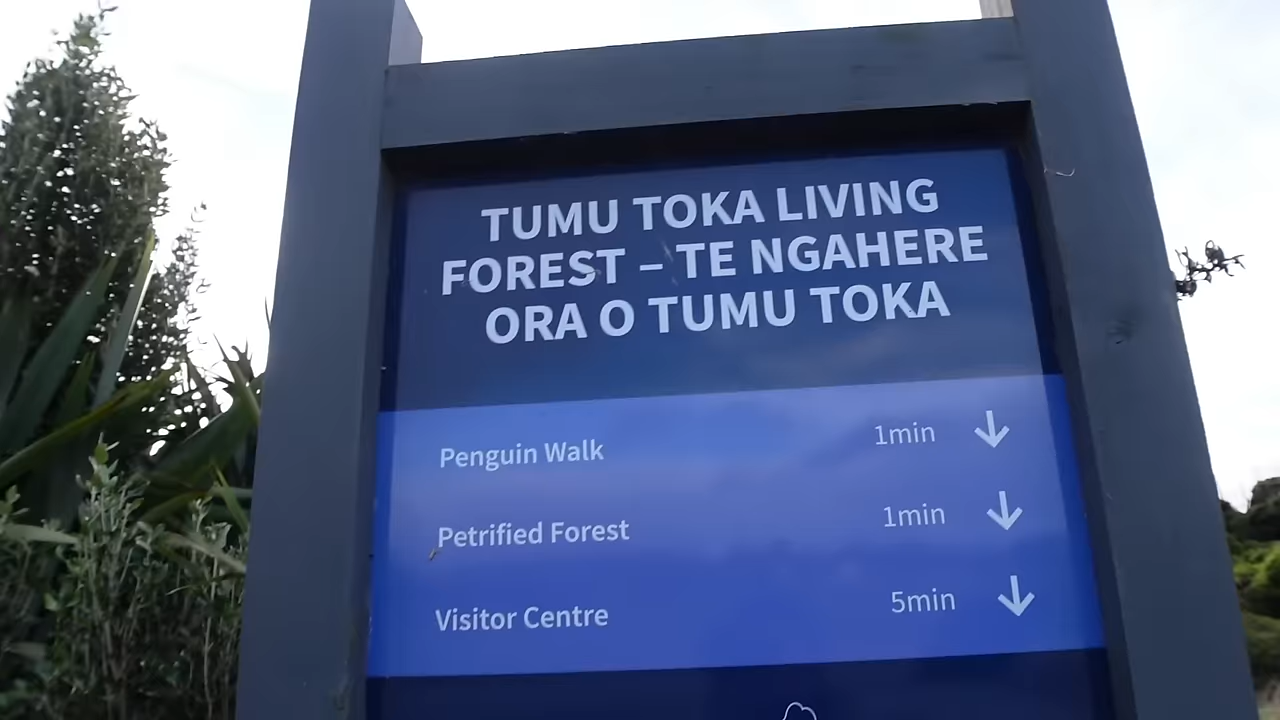 TUMU TOKA LIVING
FOREST – TE NGAHERE
ORA O TUMU TOKA
Penguin Walk 1min ↓
Petrified Forest 1min ↓
Visitor Centre 5min ↓